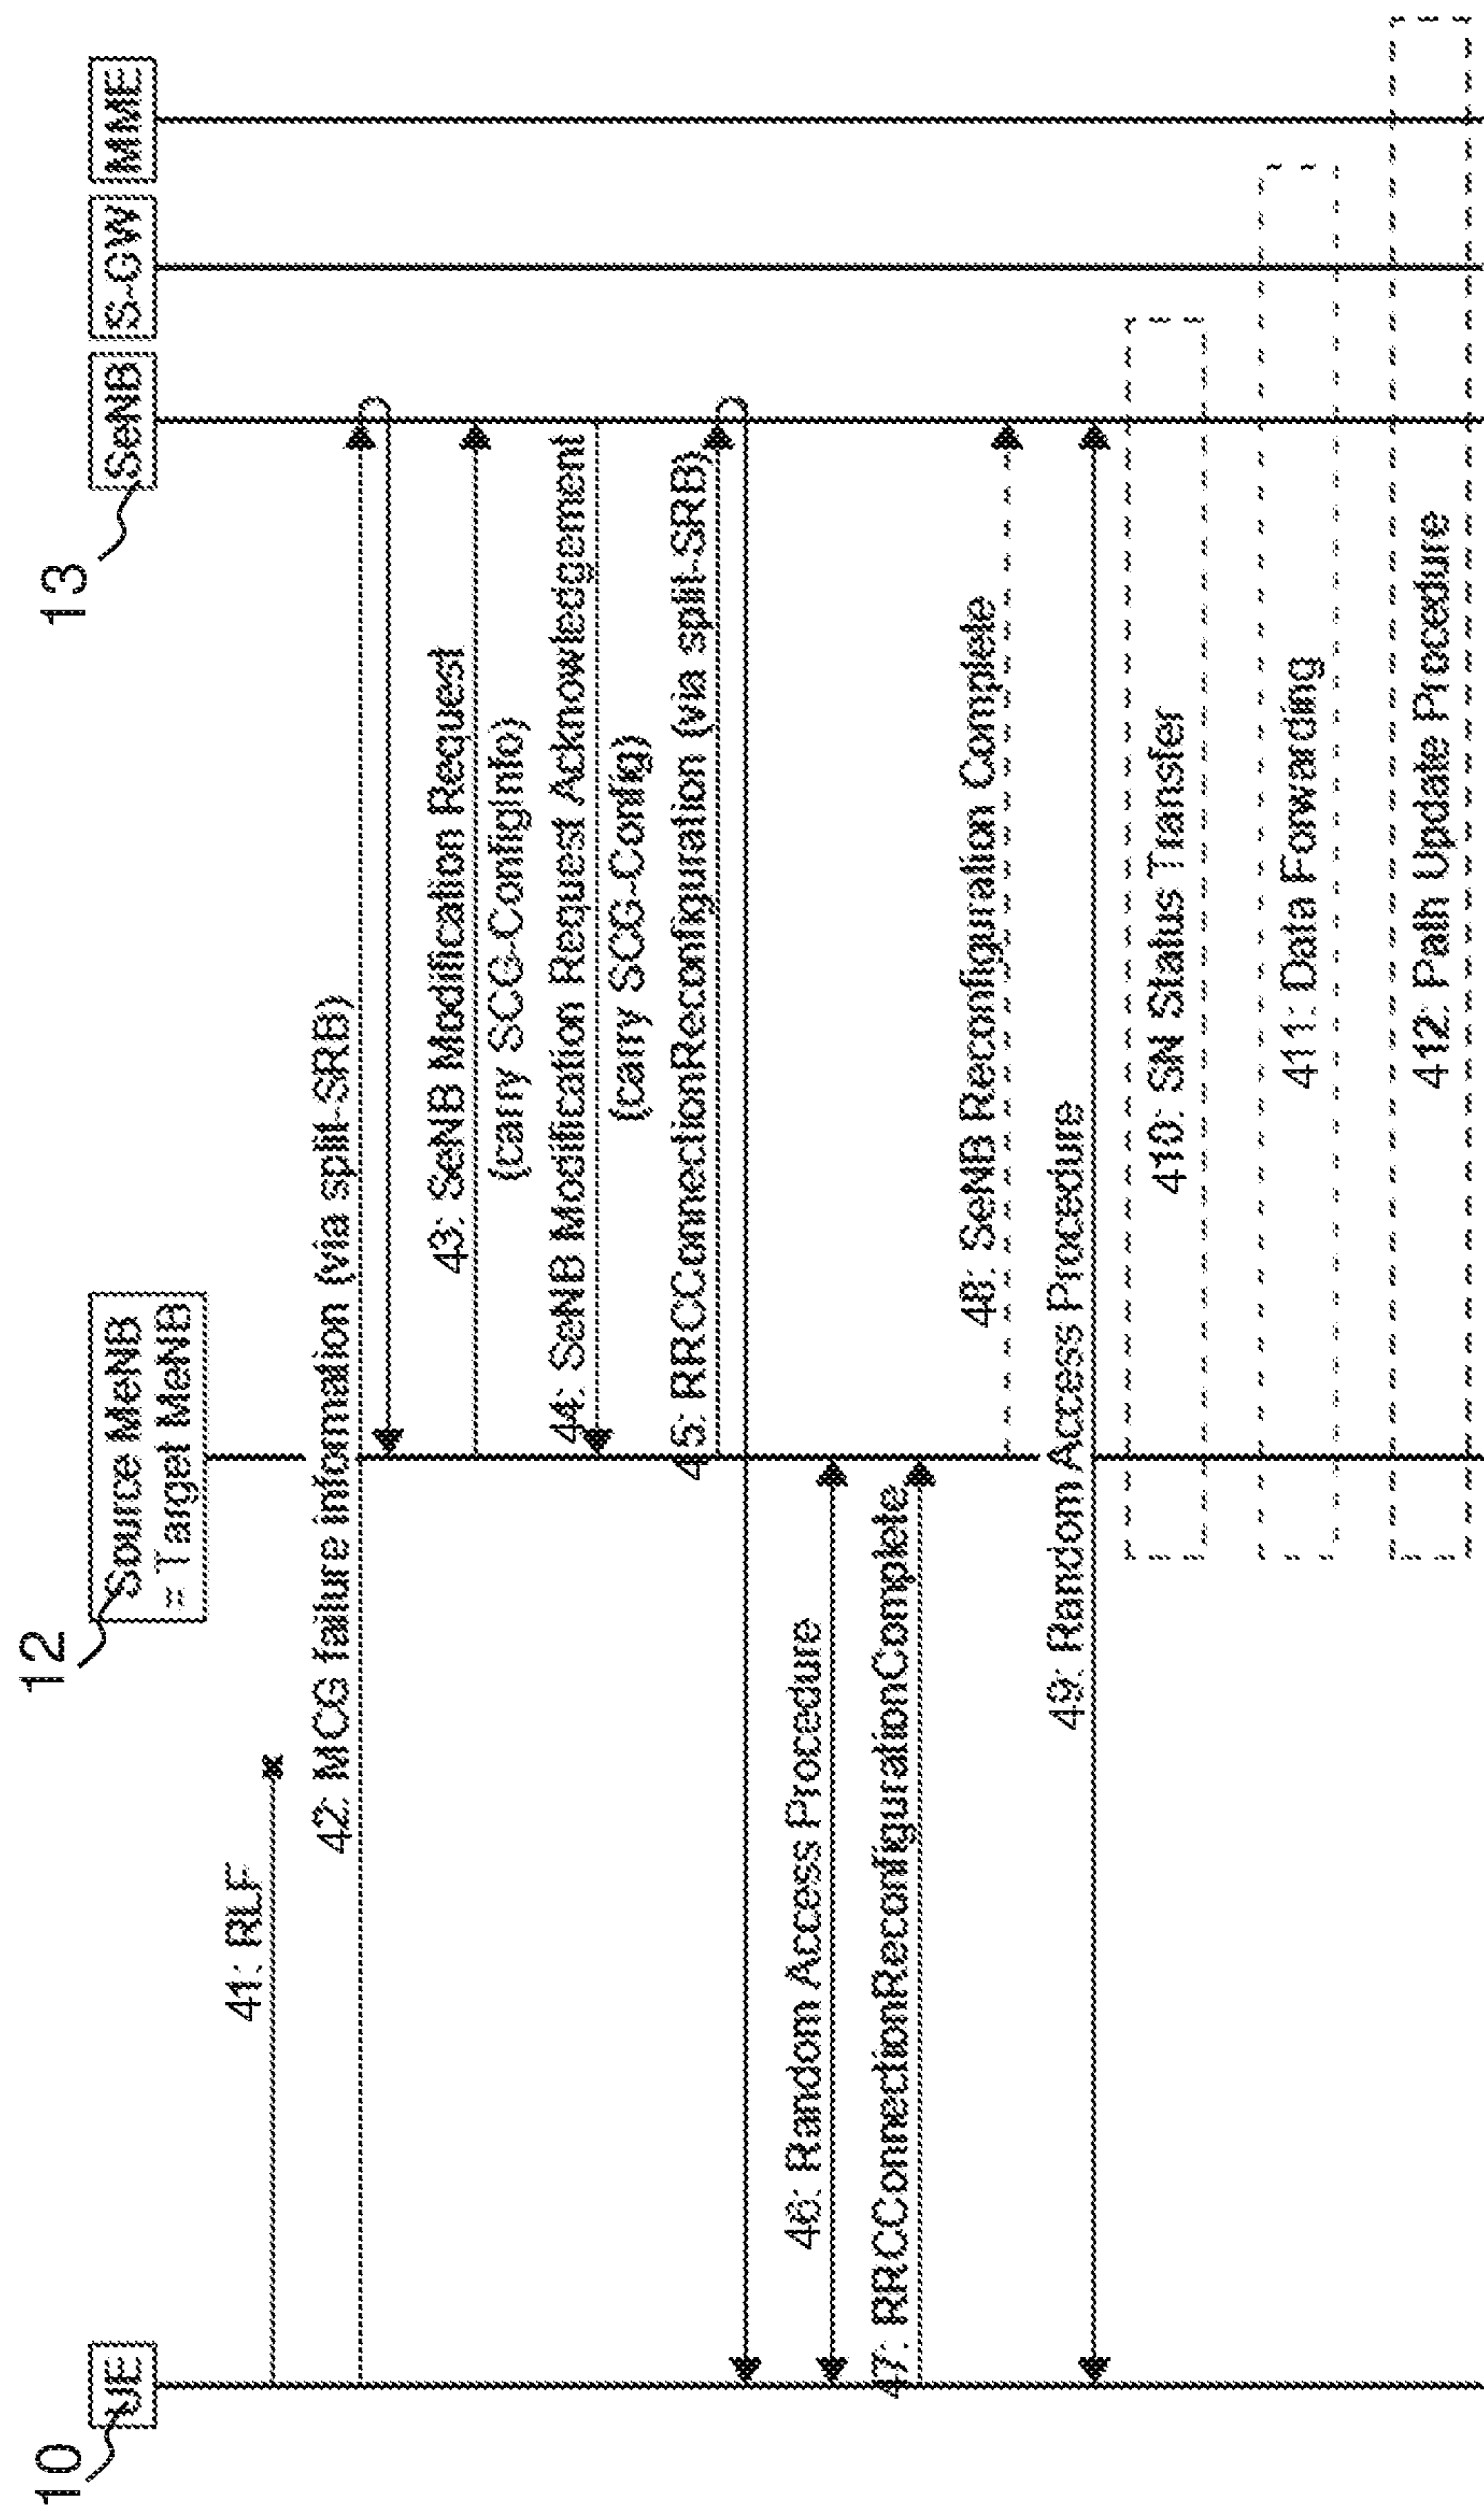 10
UE
12
Source MeNB
= Target MeNB
13
SeNB
S-GW
MME
41: RLF
42: MCG failure information (via split-SRB)
43: SeNB Modification Request
(carry SCG-ConfigInfo)
44: SeNB Modification Request Acknowledgement
(carry SCG-Config)
45: RRCConnectionReconfiguration (via split-SRB)
46: Random Access Procedure
47: RRCConnectionReconfigurationComplete
48: SeNB Reconfiguration Complete
49: Random Access Procedure
410: SN Status Transfer
411: Data Forwarding
412: Path Update Procedure